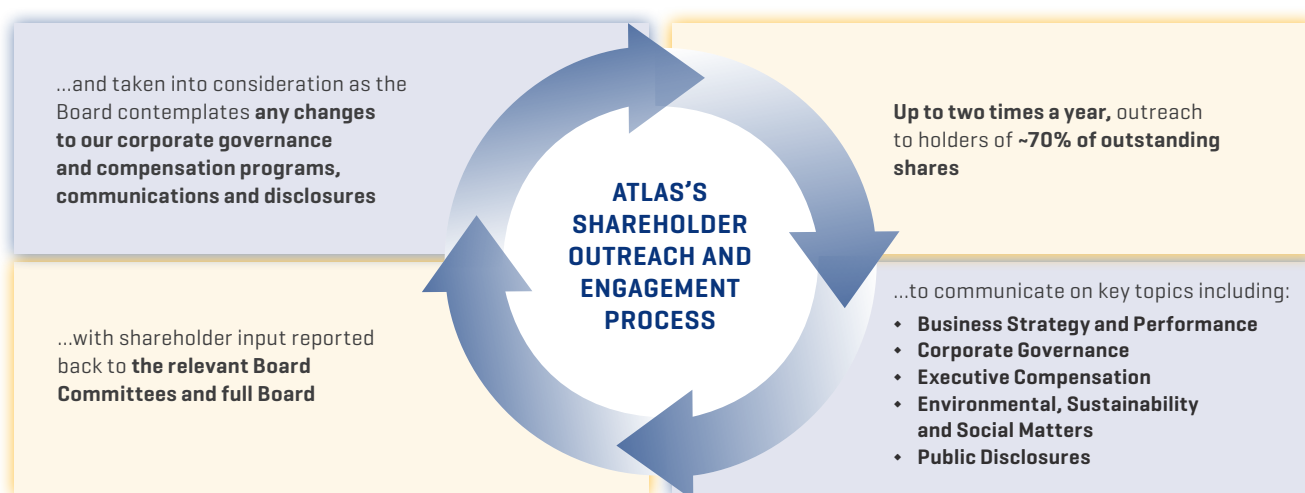 ...and taken into consideration as the
Board contemplates any changes
to our corporate governance
and compensation programs,
communications and disclosures
Up to two times a year, outreach
to holders of ~70% of outstanding
shares
ATLAS’S
SHAREHOLDER
OUTREACH AND
ENGAGEMENT
PROCESS
...with shareholder input reported
back to the relevant Board
Committees and full Board
...to communicate on key topics including:
• Business Strategy and Performance
• Corporate Governance
• Executive Compensation
• Environmental, Sustainability
and Social Matters
• Public Disclosures